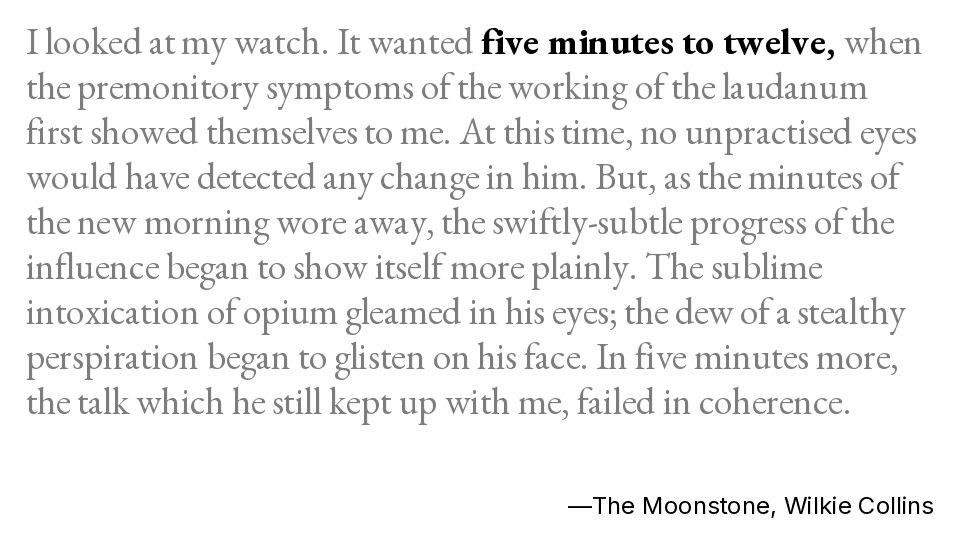 I looked at my watch. It wanted five minutes to twelve, when
the premonitory symptoms of the working of the laudanum
first showed themselves to me. At this time, no unpractised eyes
would have detected any change in him. But, as the minutes of
the new morning wore away, the swiftly-subtle progress of the
influence began to show itself more plainly. The sublime
intoxication of opium gleamed in his eyes; the dew of a stealthy
perspiration began to glisten on his face. In five minutes more,
the talk which he still kept up with me, failed in coherence.
—The Moonstone, Wilkie Collins